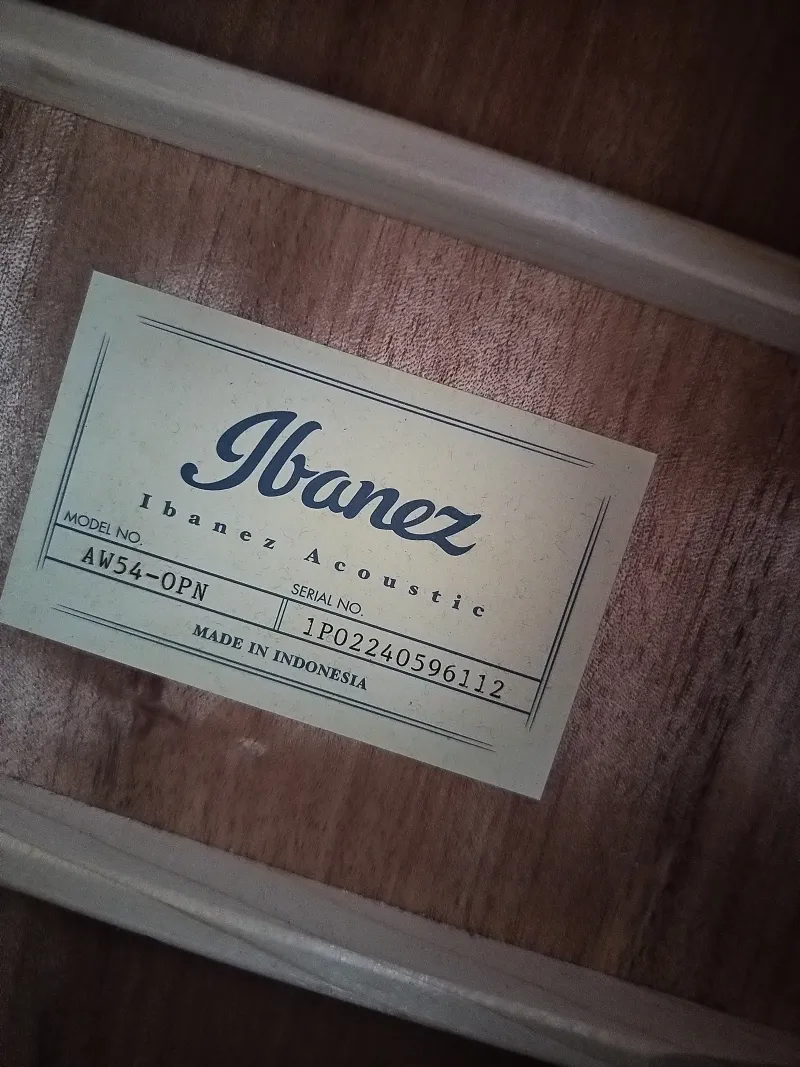 Ibanez
Ibanez Acoustic
MODEL NO.
AW54-OPN
SERIAL NO.
1P02240596112
MADE IN INDONESIA